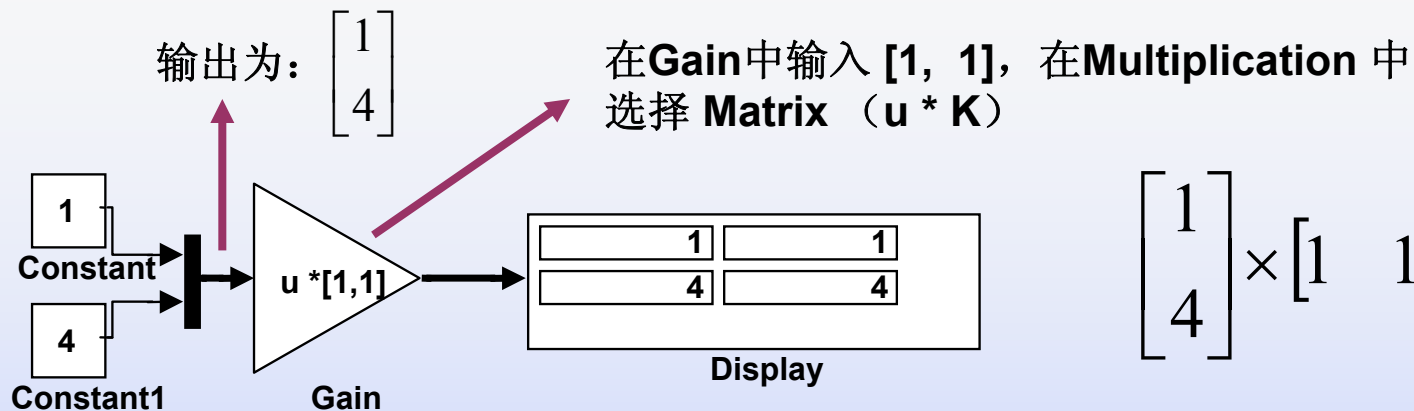 输出为： [1 4]
在Gain中输入 [1, 1]，在Multiplication 中
选择 Matrix （u * K）
1
Constant
4
Constant1
u *[1,1]
Gain
1 1
4 4
Display
[1 4] × [1 1